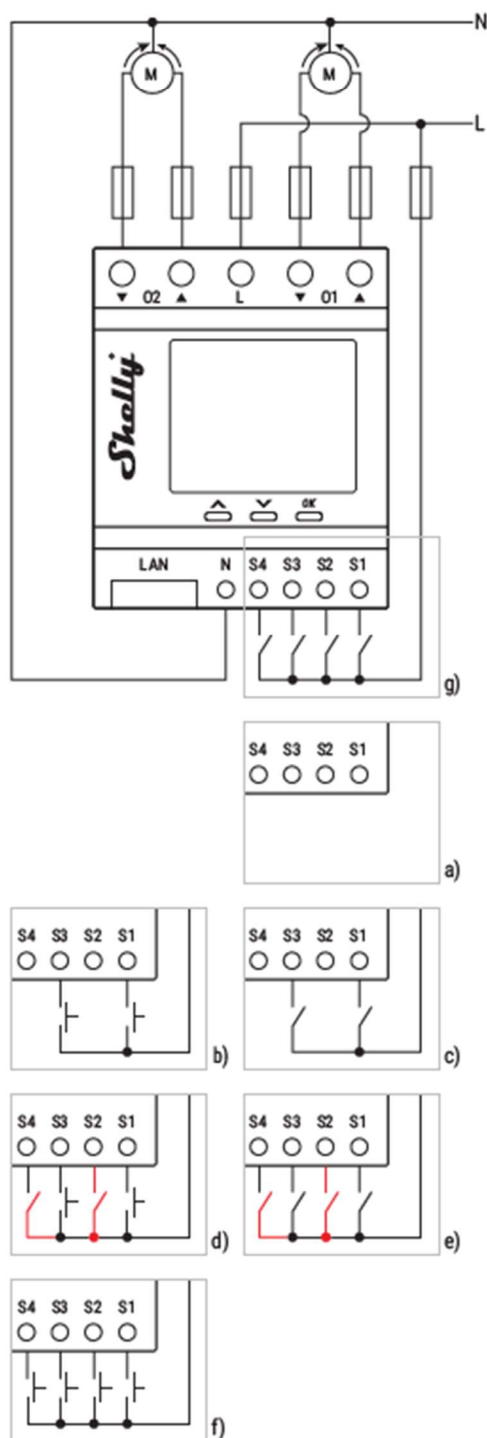 N
M M
L
▼ O2 ▲ L ▼ O1 ▲
Shelly
OK
LAN N S4 S3 S2 S1
g)
S4 S3 S2 S1
a)
S4 S3 S2 S1
b)
S4 S3 S2 S1
c)
S4 S3 S2 S1
d)
S4 S3 S2 S1
e)
S4 S3 S2 S1
f)